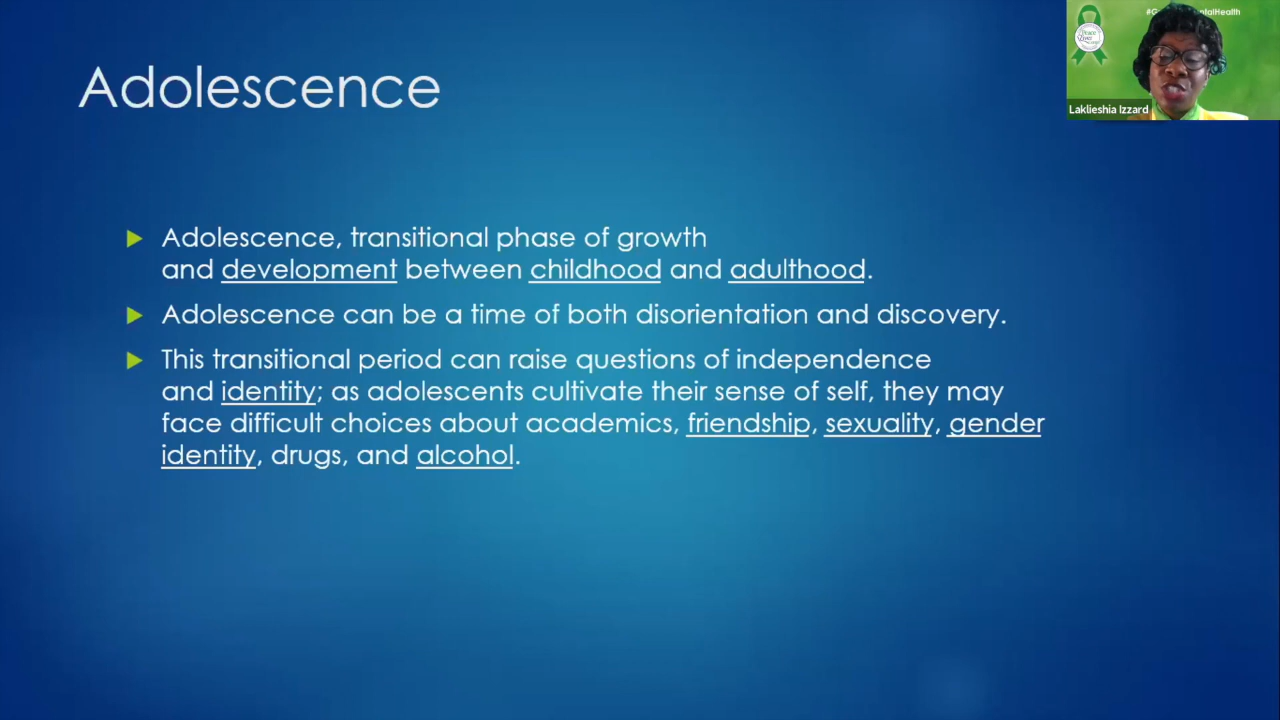 #G ntalHealth
Peace
Laklieshia Izzard
Adolescence
Adolescence, transitional phase of growth
and development between childhood and adulthood.
Adolescence can be a time of both disorientation and discovery.
This transitional period can raise questions of independence
and identity; as adolescents cultivate their sense of self, they may
face difficult choices about academics, friendship, sexuality, gender
identity, drugs, and alcohol.